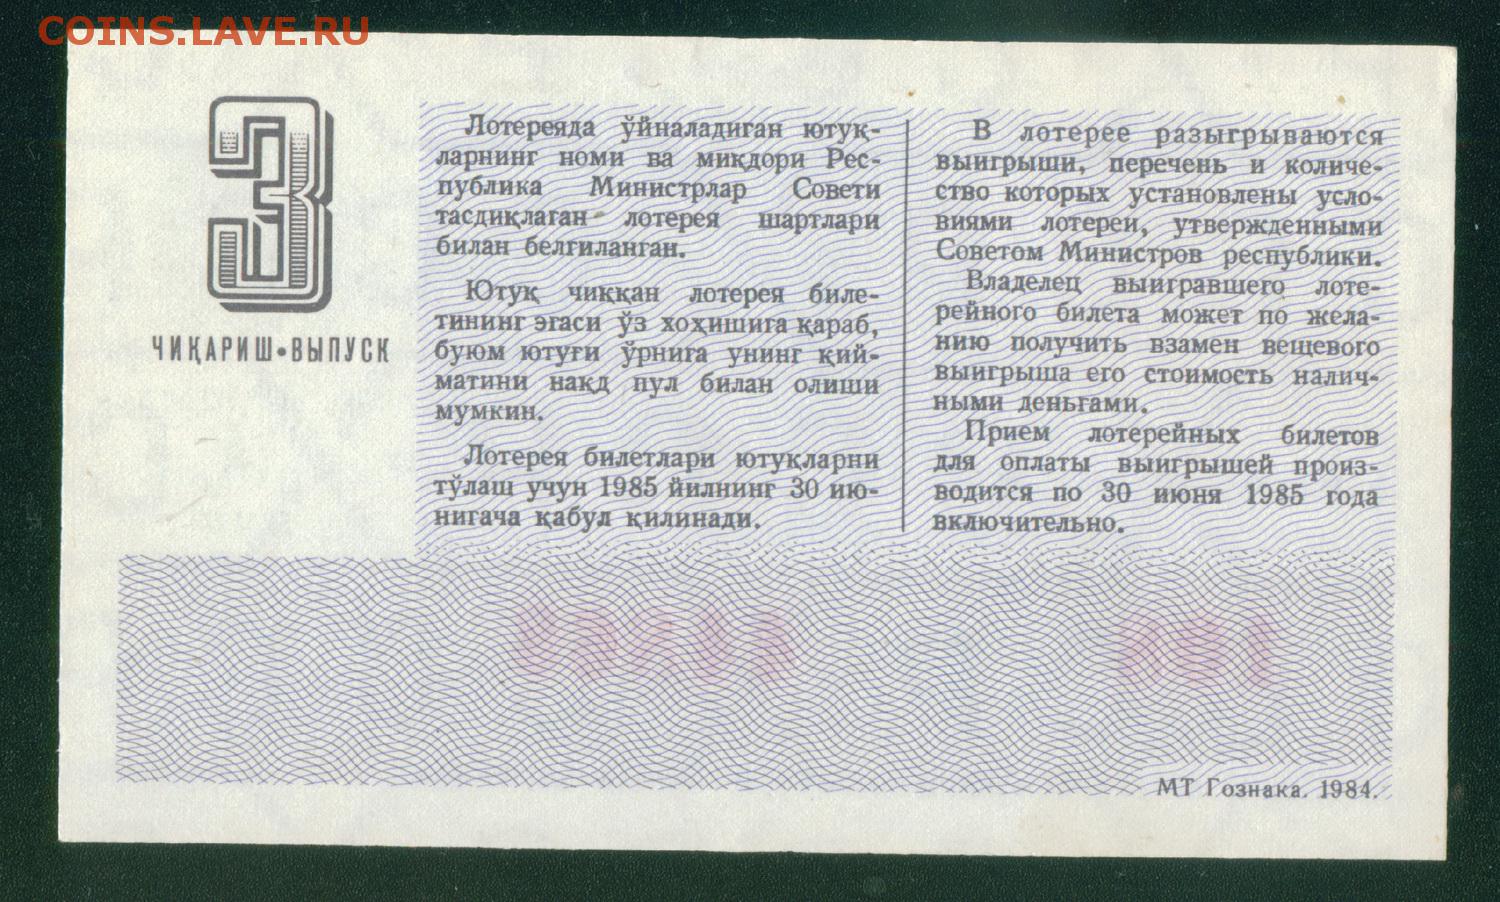 COINS.LAVE.RU
3
ЧИҚАРИШ•ВЫПУСК
Лотереяда ўйналадиган ютуқ-
ларнинг номи ва миқдори Рес-
публика Министрлар Совети
тасдиқлаган лотерея шартлари
билан белгиланган.
Ютуқ чиққан лотерея биле-
тининг эгаси ўз хоҳишига қараб,
буюм ютуғи ўрнига унинг қий-
матини нақд пул билан олиши
мумкин.
Лотерея билетлари ютуқларни
тўлаш учун 1985 йилнинг 30 ию-
нигача қабул қилинади.
В лотерее разыгрываются
выигрыши, перечень и количе-
ство которых установлены усло-
виями лотереи, утвержденными
Советом Министров республики.
Владелец выигравшего лоте-
рейного билета может по жела-
нию получить взамен вещевого
выигрыша его стоимость налич-
ными деньгами.
Прием лотерейных билетов
для оплаты выигрышей произ-
водится по 30 июня 1985 года
включительно.
МТ Гознака. 1984.